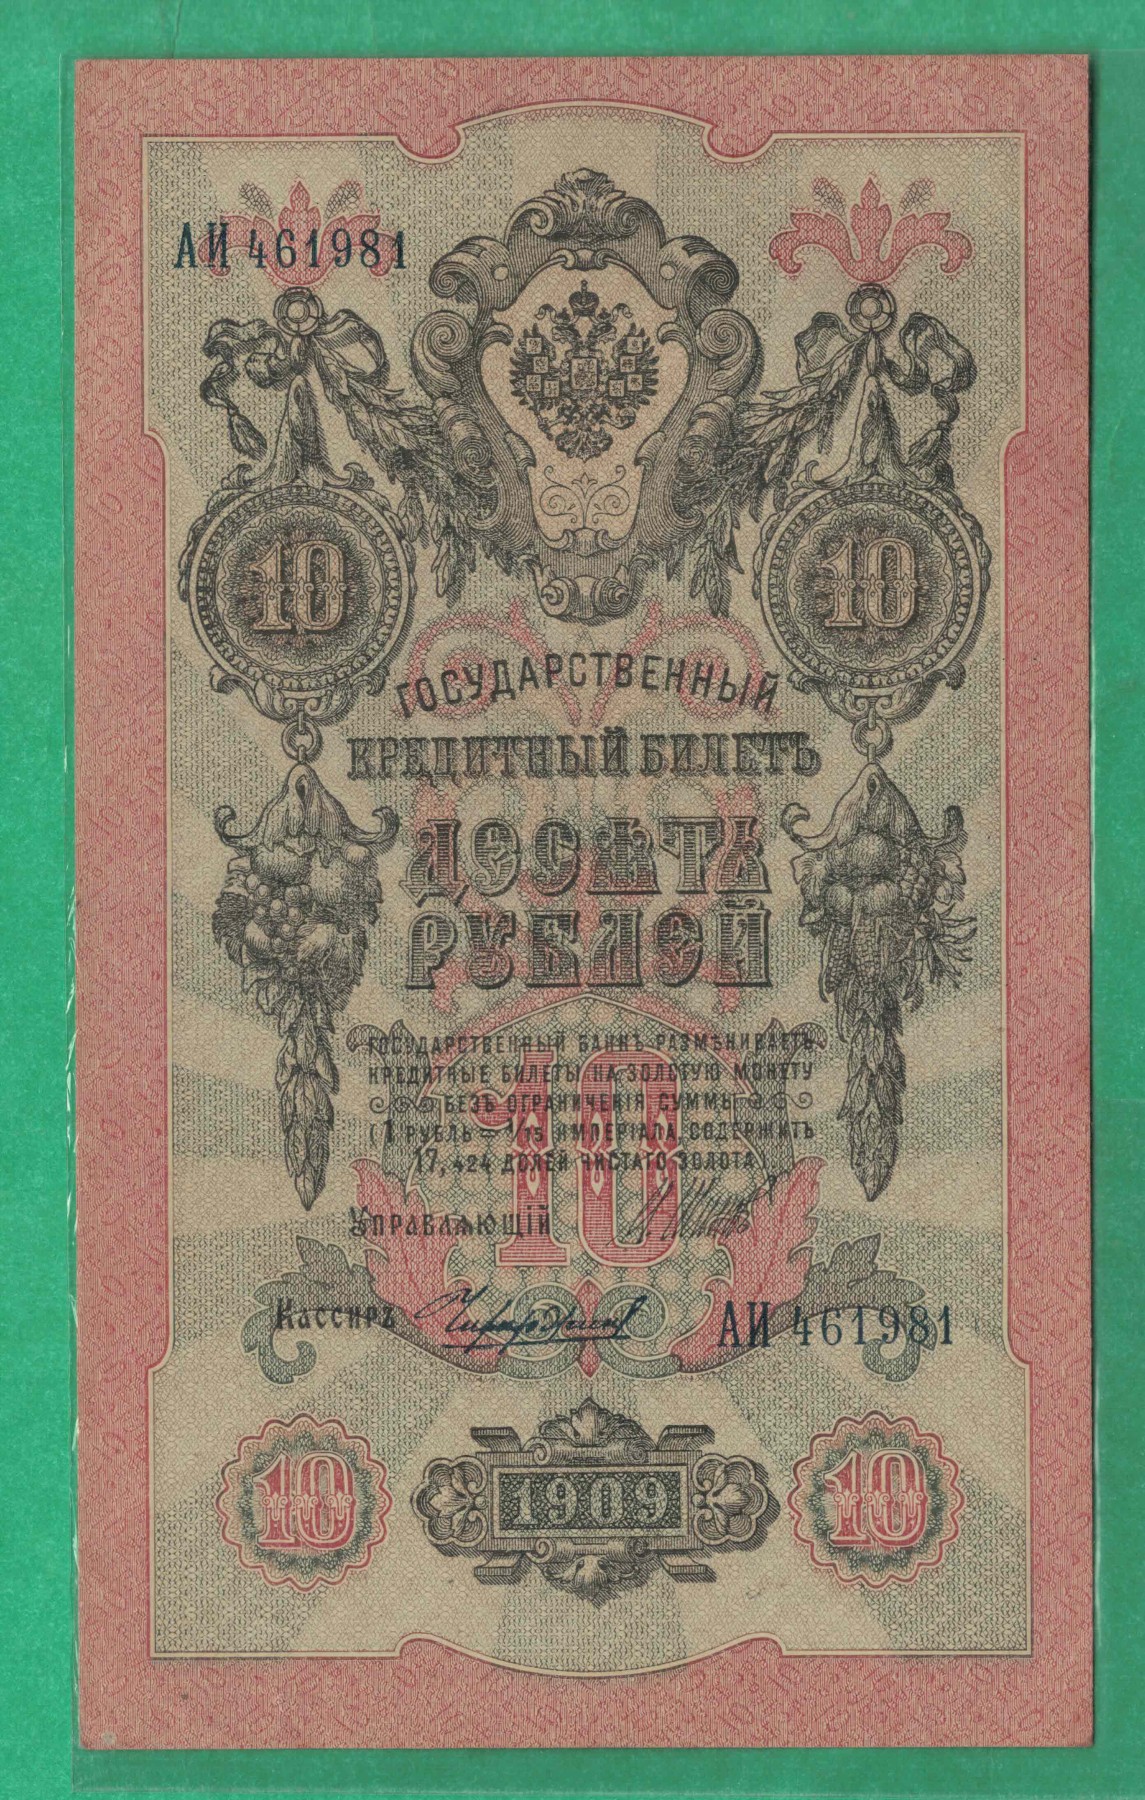 АИ 461981
10 10
ГОСУДАРСТВЕННЫЙ
КРЕДИТНЫЙ БИЛЕТЪ
ДЕСЯТЬ
РУБЛЕЙ
10
ГОСУДАРСТВЕННЫЙ БАНКЪ РАЗМѢНИВАЕТЪ
КРЕДИТНЫЕ БИЛЕТЫ НА ЗОЛОТУЮ МОНЕТУ
БЕЗЪ ОГРАНИЧЕНІЯ СУММЫ
(1 РУБЛЬ = 1/15 ИМПЕРІАЛА, СОДЕРЖИТЪ
17,424 ДОЛЕЙ ЧИСТАГО ЗОЛОТА).
УПРАВЛЯЮЩІЙ
Кассиръ
АИ 461981
10 1909 10